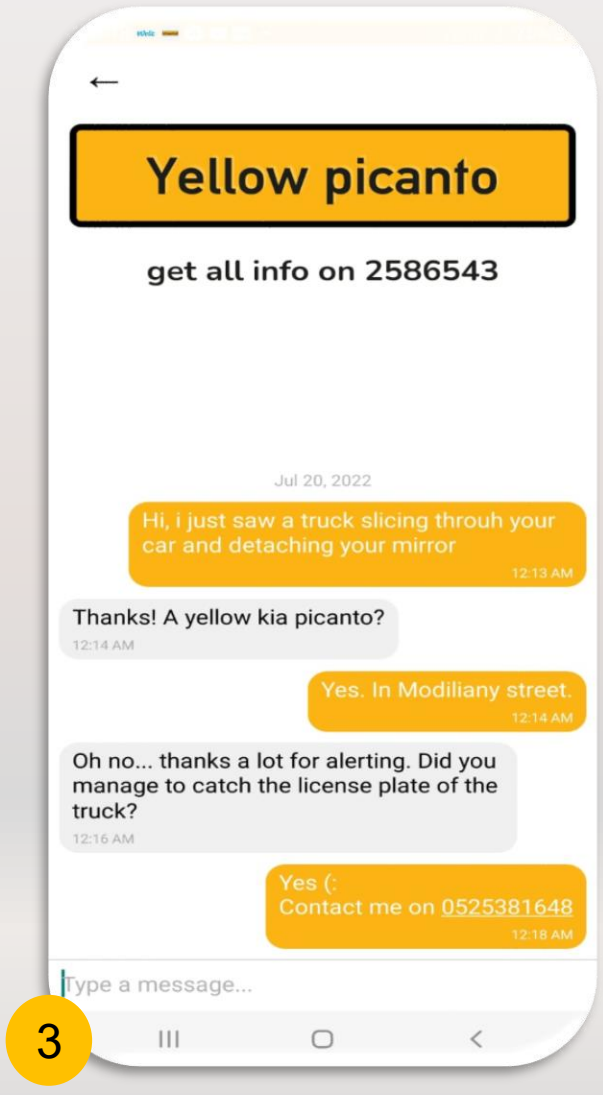 Yellow picanto
get all info on 2586543
Jul 20, 2022
Hi, i just saw a truck slicing throuh your
car and detaching your mirror
12:13 AM
Thanks! A yellow kia picanto?
12:14 AM
Yes. In Modiliany street.
12:14 AM
Oh no... thanks a lot for alerting. Did you
manage to catch the license plate of the
truck?
12:16 AM
Yes (:
Contact me on 0525381648
12:18 AM
Type a message...
3